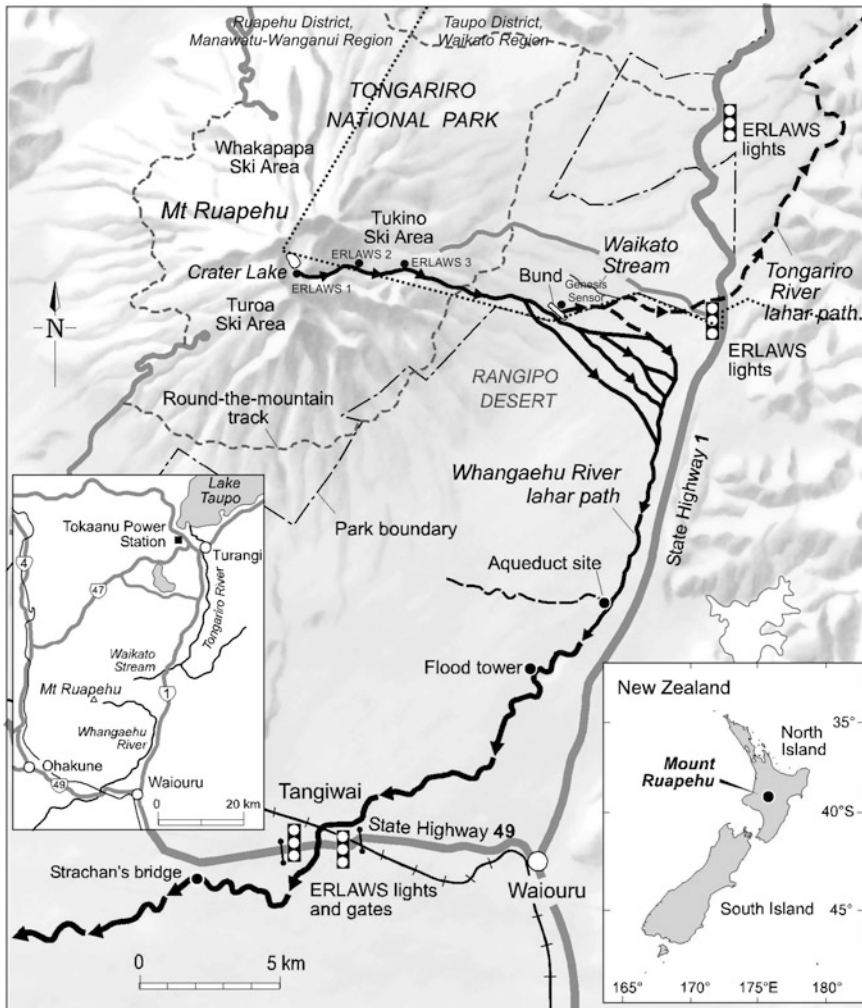 Ruapehu District,
Manawatu-Wanganui Region
Taupo District,
Waikato Region
TONGARIRO
NATIONAL PARK
ERLAWS
lights
Whakapapa
Ski Area
Mt Ruapehu
Tukino
Ski Area
ERLAWS 2
ERLAWS 3
Waikato
Stream
Crater Lake
ERLAWS 1
Bund
Genesis
Sensor
Tongariro
River
lahar path
Turoa
Ski Area
N
ERLAWS
lights
RANGIPO
DESERT
Round-the-mountain
track
Whangaehu River
lahar path
State Highway 1
Park boundary
Aqueduct site
Flood tower
Lake
Taupo
Tokaanu Power
Station
Turangi
4
47
Tongariro River
Waikato
Stream
Mt Ruapehu
1
Whangaehu
River
Ohakune
49
Waiouru
0 20 km
New Zealand
35°
North
Island
Mount
Ruapehu
40°
South Island
45°
165° 170° 175°E 180°
Tangiwai
State Highway 49
Strachan's bridge
ERLAWS lights
and gates
Waiouru
0 5 km